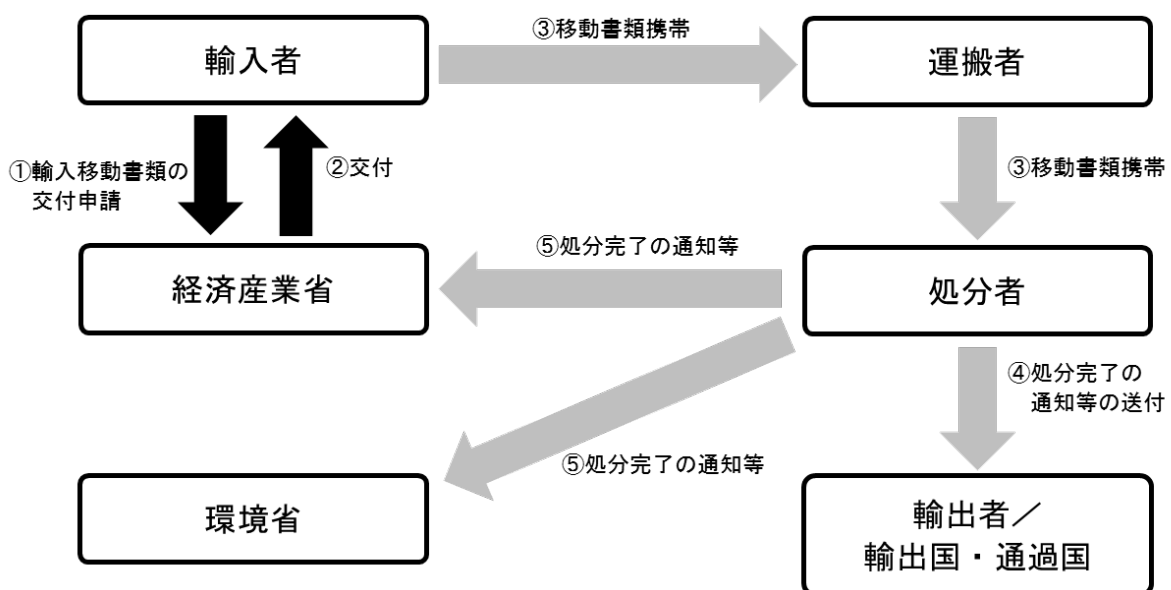 ③移動書類携帯
輸入者
運搬者
①輸入移動書類の
交付申請
②交付
③移動書類携帯
⑤処分完了の通知等
経済産業省
処分者
④処分完了の
通知等の送付
⑤処分完了の通知等
環境省
輸出者／
輸出国・通過国